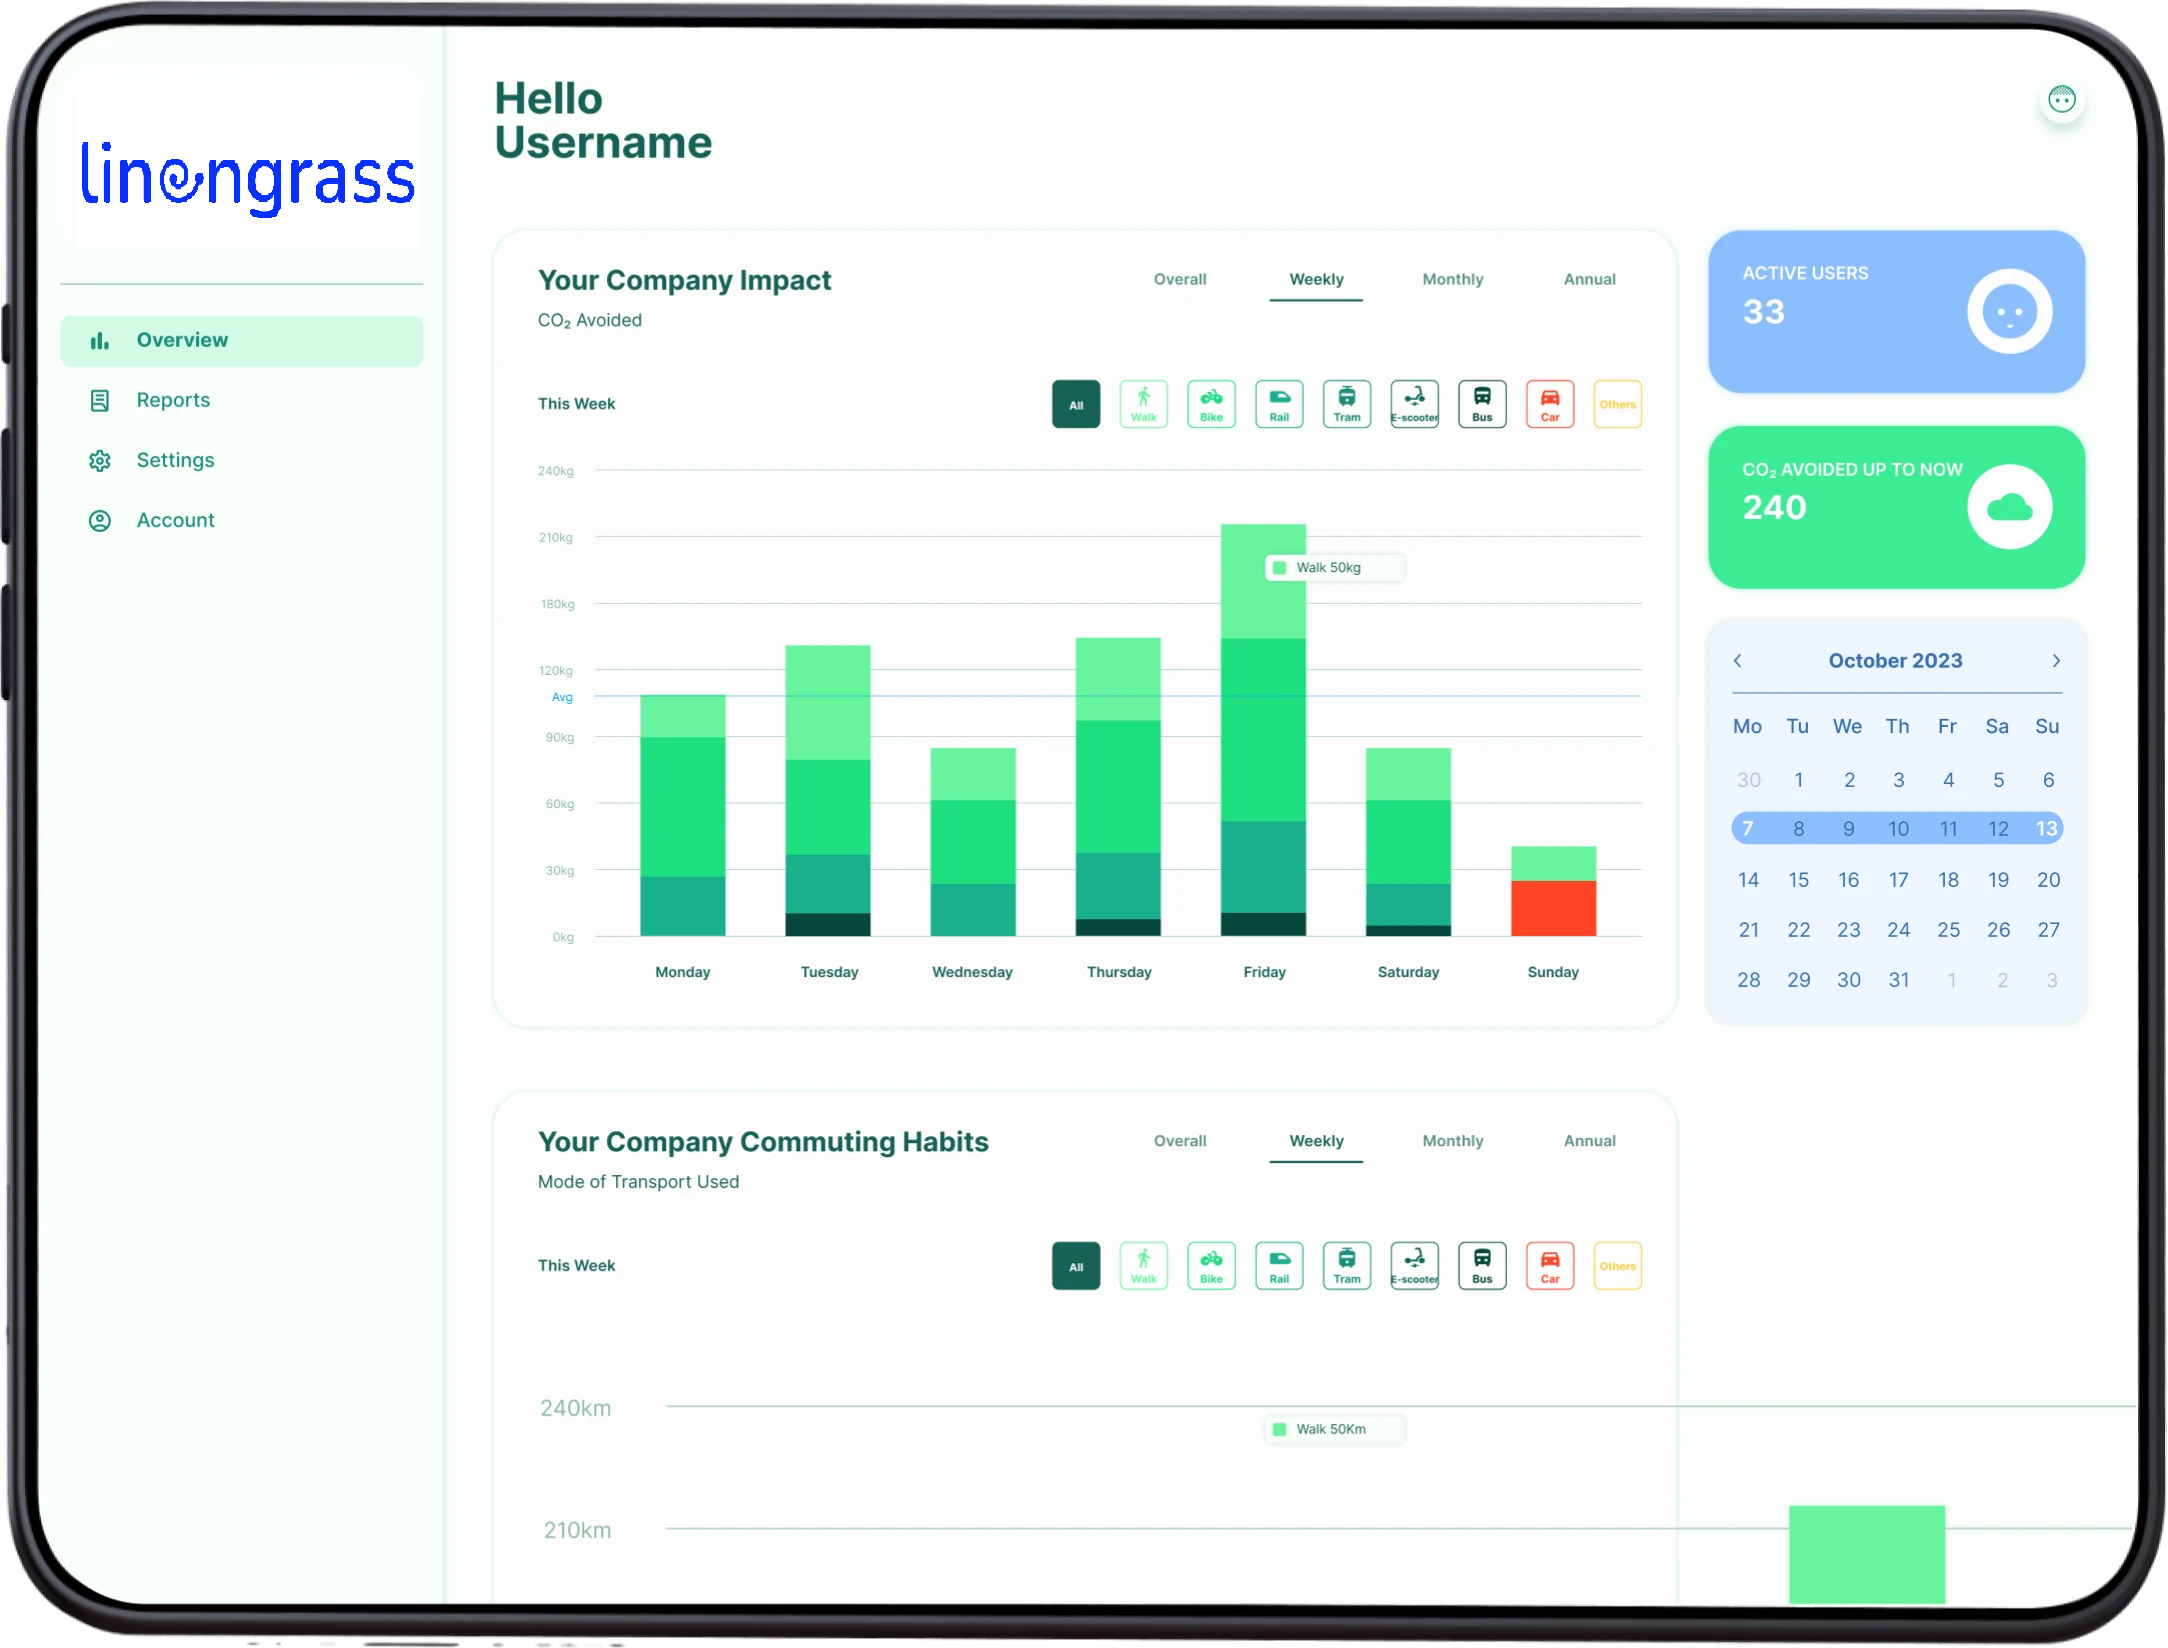 linengrass
Overview
Reports
Settings
Account
Hello
Username
Your Company Impact
CO₂ Avoided
Overall Weekly Monthly Annual
This Week
All Walk Bike Rail Tram E-scooter Bus Car Others
240kg
210kg
Walk 50kg
180kg
120kg
Avg
90kg
60kg
30kg
0kg
Monday Tuesday Wednesday Thursday Friday Saturday Sunday
ACTIVE USERS
33
CO₂ AVOIDED UP TO NOW
240
October 2023
Mo Tu We Th Fr Sa Su
30 1 2 3 4 5 6
7 8 9 10 11 12 13
14 15 16 17 18 19 20
21 22 23 24 25 26 27
28 29 30 31 1 2 3
Your Company Commuting Habits
Mode of Transport Used
Overall Weekly Monthly Annual
This Week
All Walk Bike Rail Tram E-scooter Bus Car Others
240km
Walk 50Km
210km